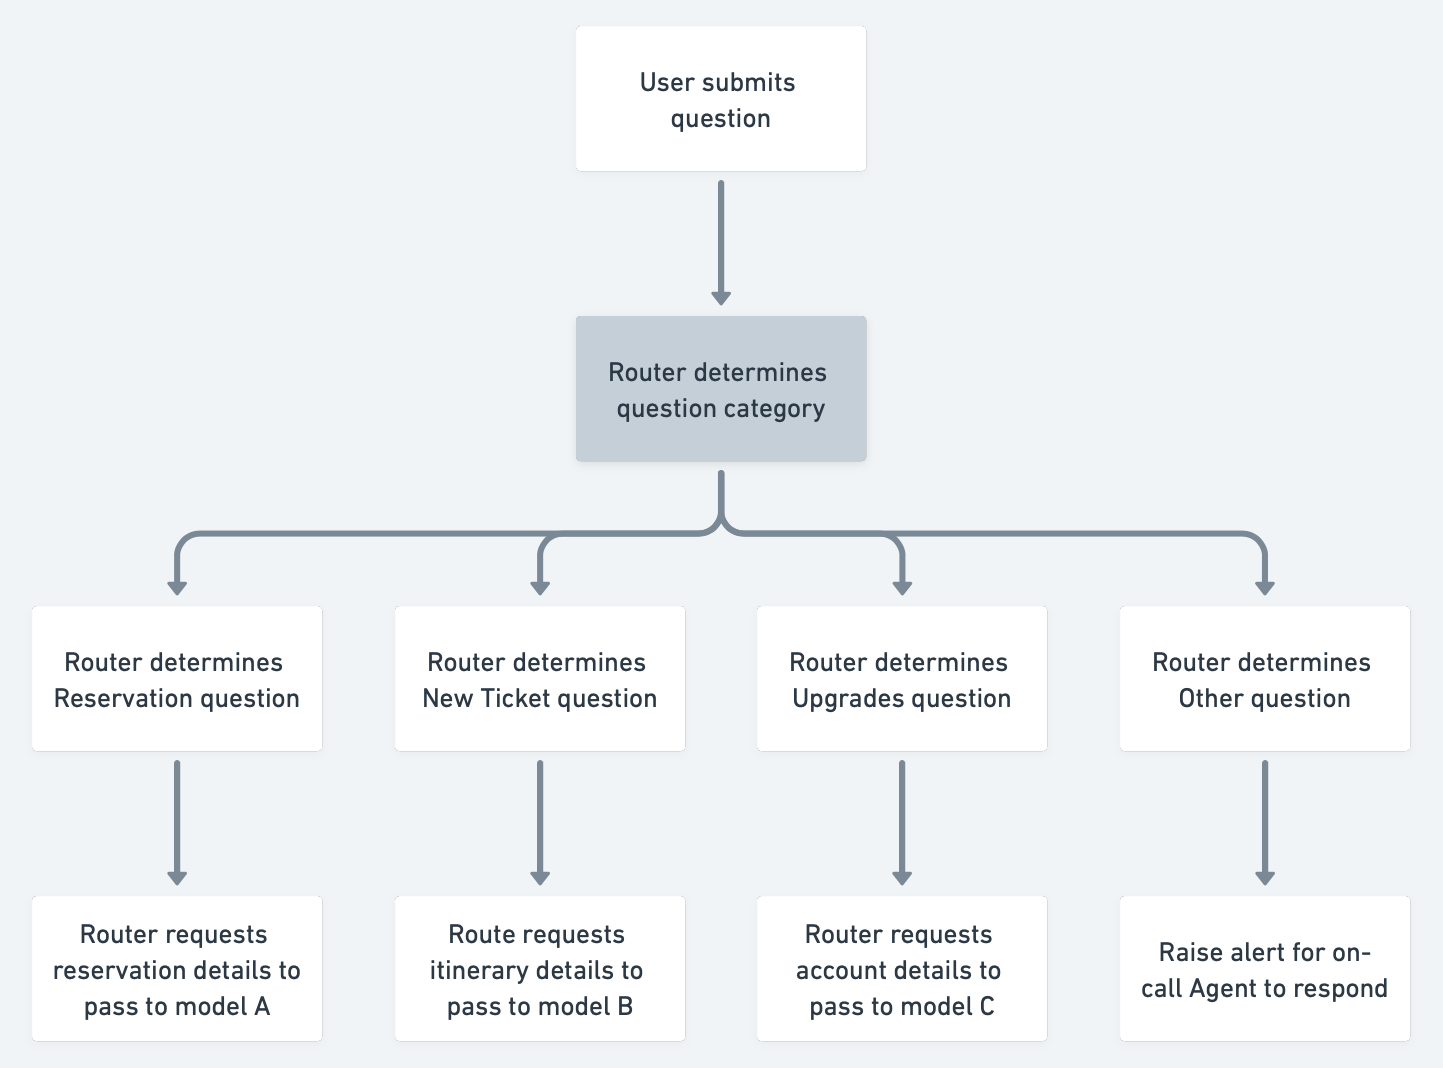 User submits
question
Router determines
question category
Router determines
Reservation question
Router determines
New Ticket question
Router determines
Upgrades question
Router determines
Other question
Router requests
reservation details to
pass to model A
Route requests
itinerary details to
pass to model B
Router requests
account details to
pass to model C
Raise alert for on-
call Agent to respond